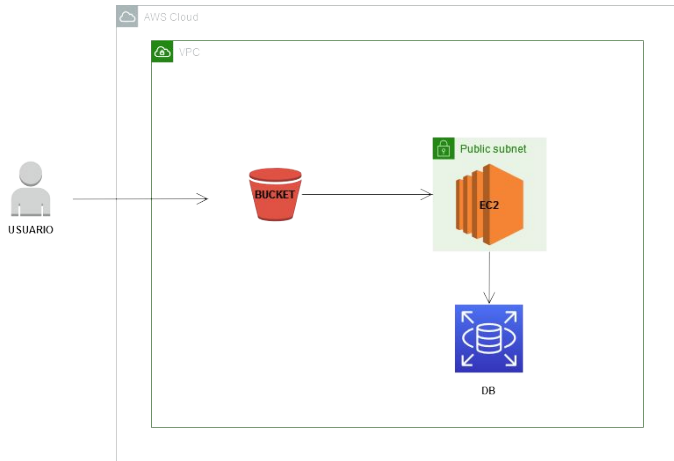 AWS Cloud
VPC
Public subnet
BUCKET
EC2
USUARIO
DB